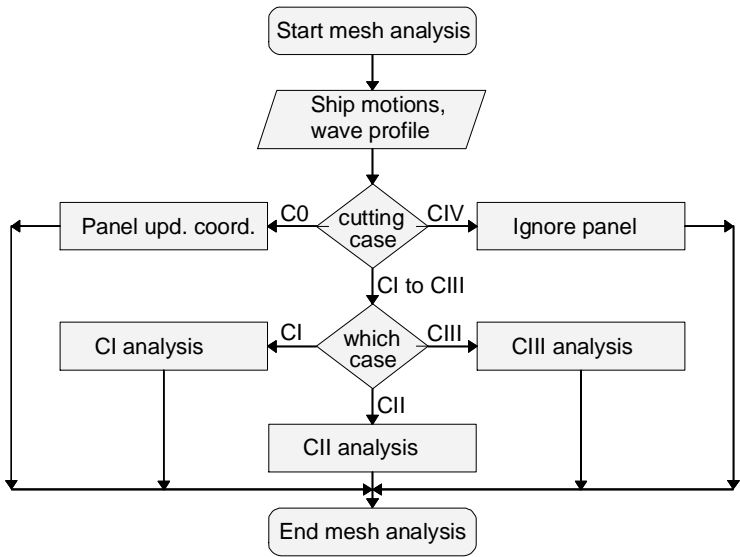 Start mesh analysis
Ship motions,
wave profile
C0
CIV
Panel upd. coord.
cutting
case
Ignore panel
CI to CIII
CI
CIII
CI analysis
which
case
CIII analysis
CII
CII analysis
End mesh analysis